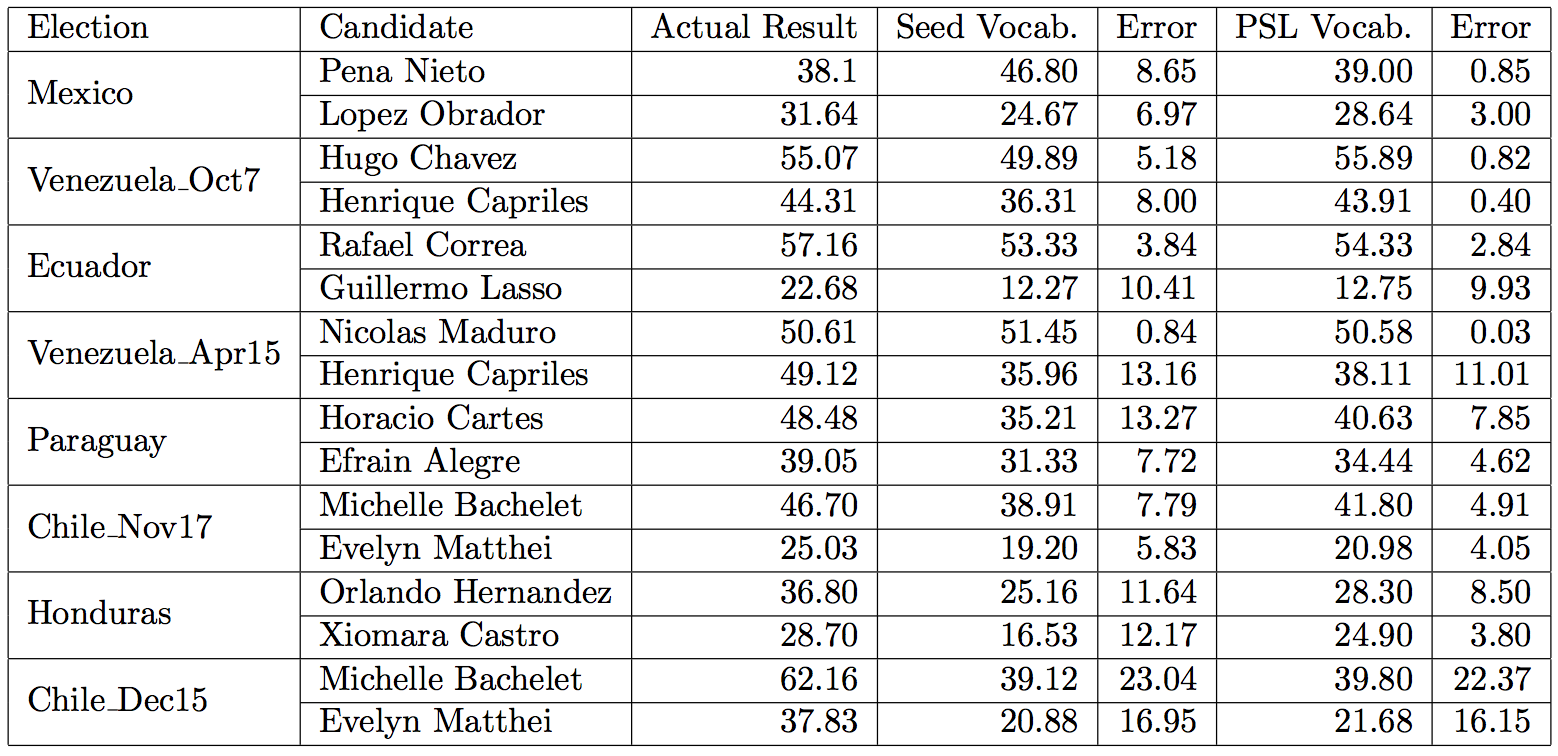 Election Candidate Actual Result Seed Vocab. Error PSL Vocab. Error
Mexico
Pena Nieto 38.1 46.80 8.65 39.00 0.85
Lopez Obrador 31.64 24.67 6.97 28.64 3.00
Venezuela_Oct7
Hugo Chavez 55.07 49.89 5.18 55.89 0.82
Henrique Capriles 44.31 36.31 8.00 43.91 0.40
Ecuador
Rafael Correa 57.16 53.33 3.84 54.33 2.84
Guillermo Lasso 22.68 12.27 10.41 12.75 9.93
Venezuela_Apr15
Nicolas Maduro 50.61 51.45 0.84 50.58 0.03
Henrique Capriles 49.12 35.96 13.16 38.11 11.01
Paraguay
Horacio Cartes 48.48 35.21 13.27 40.63 7.85
Efrain Alegre 39.05 31.33 7.72 34.44 4.62
Chile_Nov17
Michelle Bachelet 46.70 38.91 7.79 41.80 4.91
Evelyn Matthei 25.03 19.20 5.83 20.98 4.05
Honduras
Orlando Hernandez 36.80 25.16 11.64 28.30 8.50
Xiomara Castro 28.70 16.53 12.17 24.90 3.80
Chile_Dec15
Michelle Bachelet 62.16 39.12 23.04 39.80 22.37
Evelyn Matthei 37.83 20.88 16.95 21.68 16.15